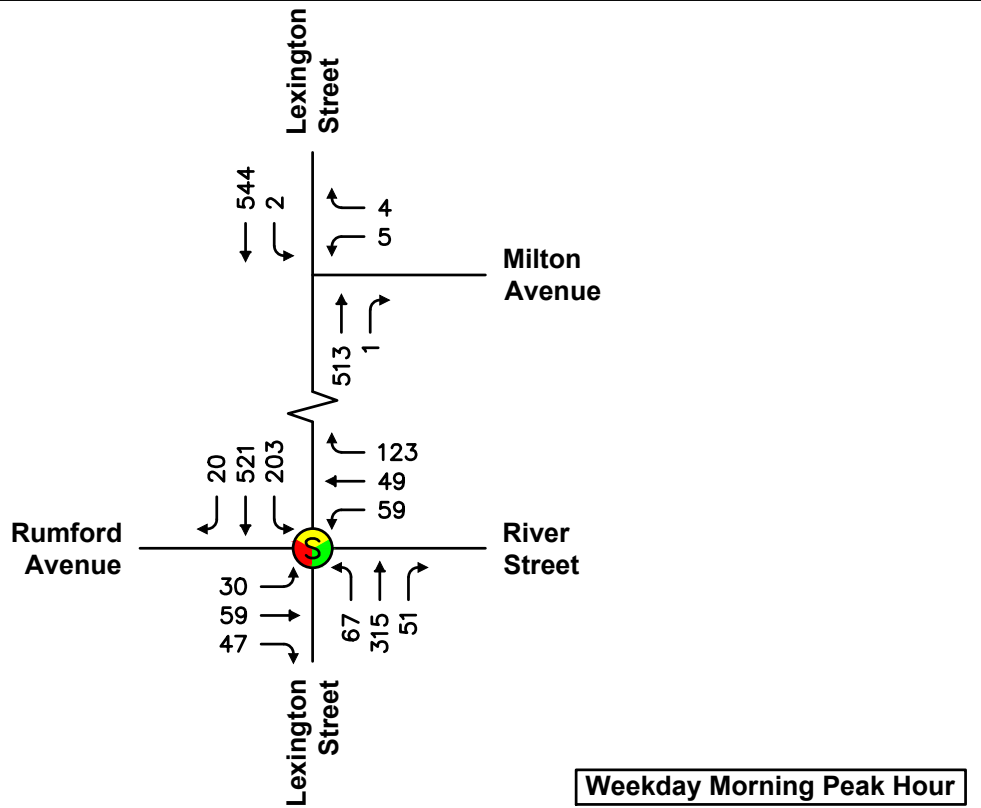 Lexington
Street
544
2
4
5
Milton
Avenue
513
1
20
521
203
123
49
59
Rumford
Avenue
S
River
Street
30
59
47
67
315
51
Lexington
Street
Weekday Morning Peak Hour